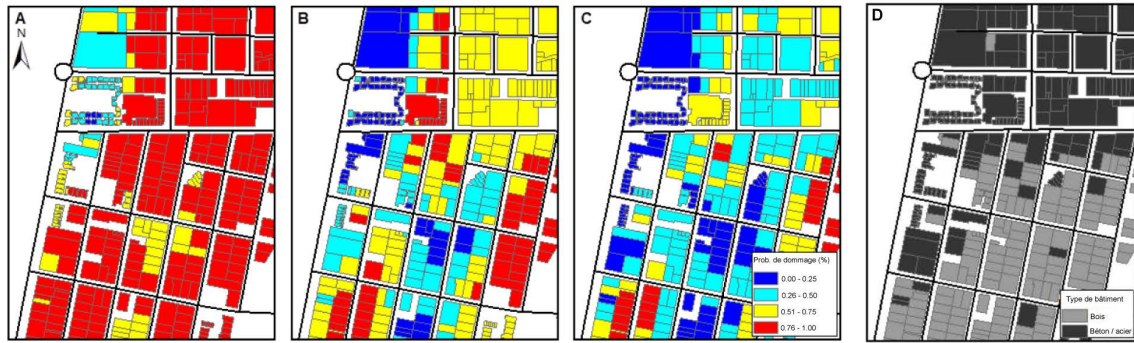 A
N
B
C
D
Prob. de dommage (%)
0.00 - 0.25
0.26 - 0.50
0.51 - 0.75
0.76 - 1.00
Type de bâtiment
Bois
Béton / acier